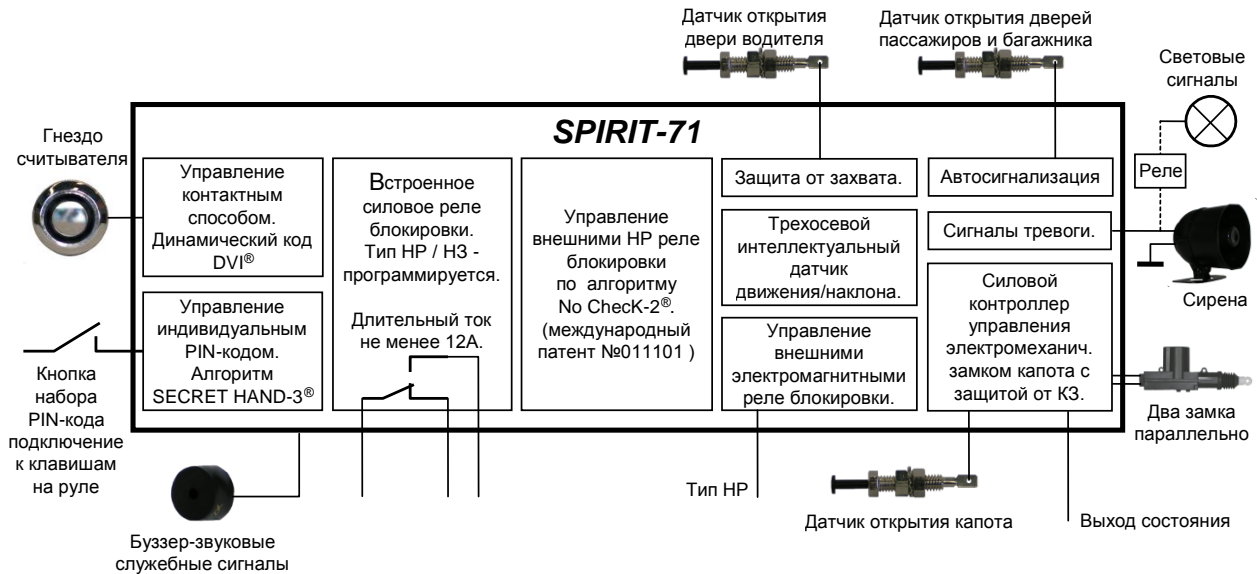 Датчик открытия
двери водителя
Датчик открытия дверей
пассажиров и багажника
Световые
сигналы
SPIRIT-71
Гнездо
считывателя
Управление
контактным
способом.
Динамический код
DVI®
Встроенное
силовое реле
блокировки.
Тип НР / НЗ -
программируется.
Длительный ток
не менее 12А.
Управление
внешними НР реле
блокировки
по алгоритму
No ChecK-2®.
(международный
патент №011101 )
Защита от захвата.
Автосигнализация
Реле
Трехосевой
интеллектуальный
датчик
движения/наклона.
Сигналы тревоги.
Сирена
Управление
индивидуальным
PIN-кодом.
Алгоритм
SECRET HAND-3®
Управление
внешними
электромагнитными
реле блокировки.
Силовой
контроллер
управления
электромеханич.
замком капота с
защитой от КЗ.
Кнопка
набора
PIN-кода
подключение
к клавишам
на руле
Два замка
параллельно
Буззер-звуковые
служебные сигналы
Тип НР
Датчик открытия капота
Выход состояния